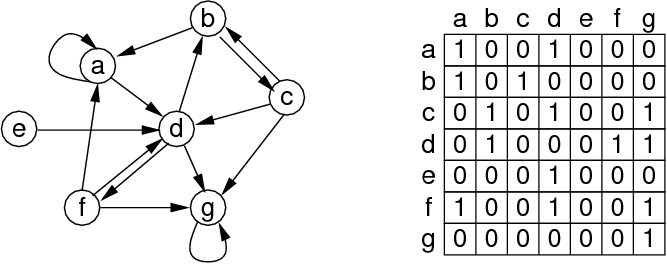 b
a
c
e
d
f
g
a b c d e f g
a 1 0 0 1 0 0 0
b 1 0 1 0 0 0 0
c 0 1 0 1 0 0 1
d 0 1 0 0 0 1 1
e 0 0 0 1 0 0 0
f 1 0 0 1 0 0 1
g 0 0 0 0 0 0 1